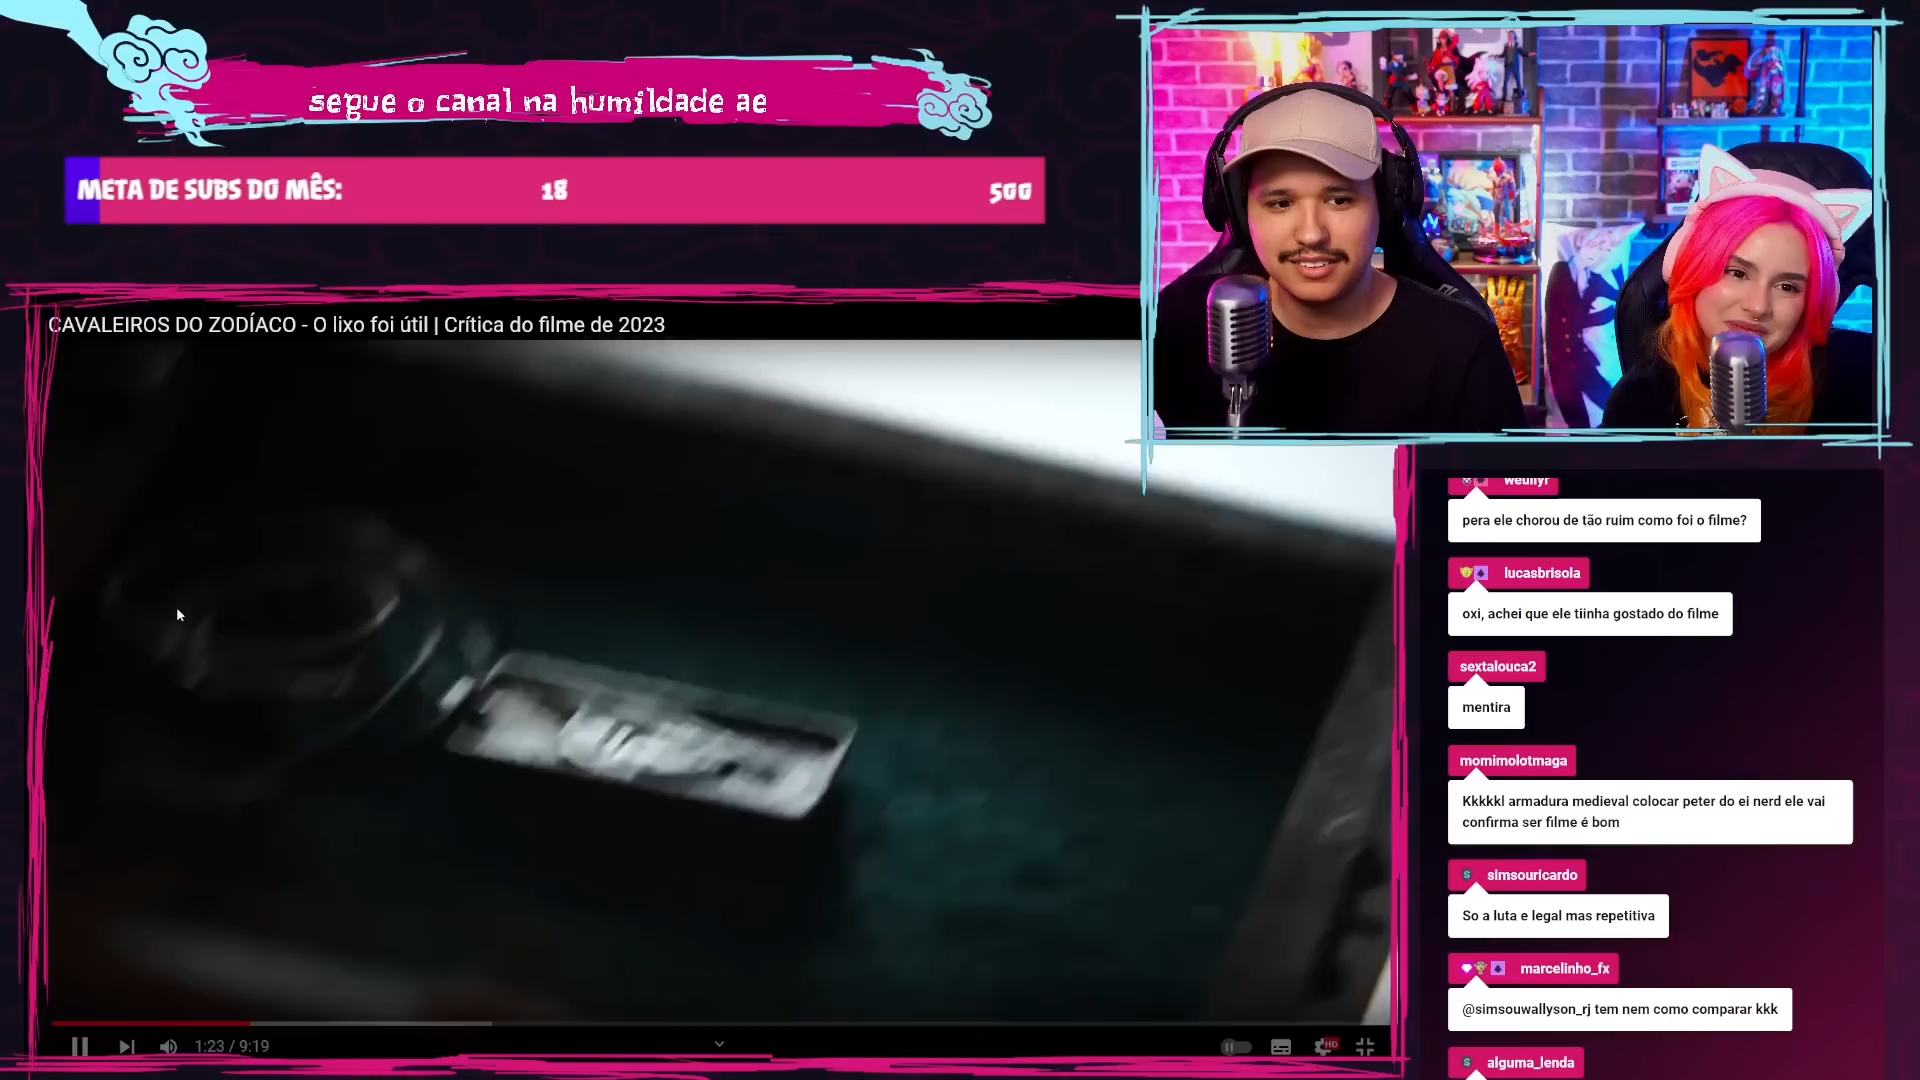 segue o canal na humildade ae
META DE SUBS DO MÊS: 18 500
CAVALEIROS DO ZODÍACO - O lixo foi útil | Crítica do filme de 2023
pera ele chorou de tão ruim como foi o filme?
lucasbrisola
oxi, achei que ele tiinha gostado do filme
sextalouca2
mentira
momimolotmaga
Kkkkkl armadura medieval colocar peter do ei nerd ele vai
confirma ser filme é bom
simsouricardo
So a luta e legal mas repetitiva
marcelinho_fx
@simsouwallyson_rj tem nem como comparar kkk
alguma_lenda
1:23 / 9:19
HD